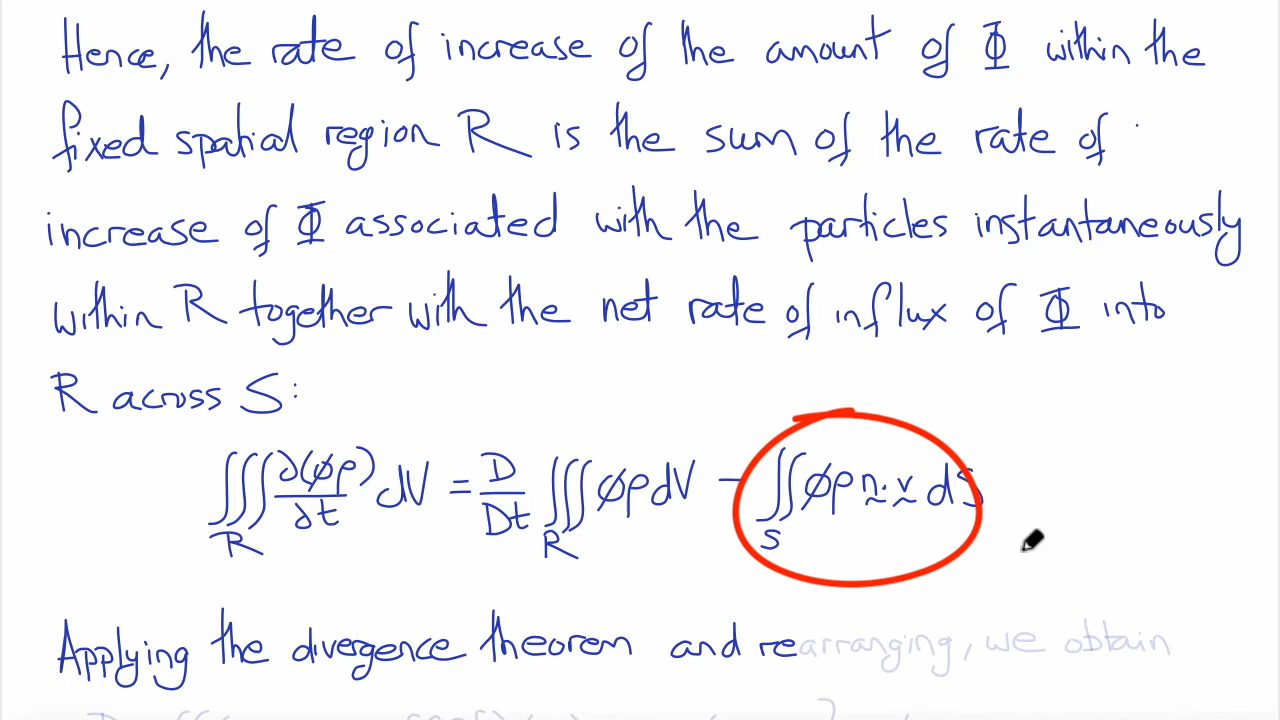 Hence, the rate of increase of the amount of Φ within the
fixed spatial region R is the sum of the rate of
increase of Φ associated with the particles instantaneously
within R together with the net rate of influx of Φ into
R across S:
∭_R ∂(φρ)/∂t dV = D/Dt ∭_R φρ dV − ∬_S φρ n̰·v̰ dS
Applying the divergence theorem and rearranging, we obtain